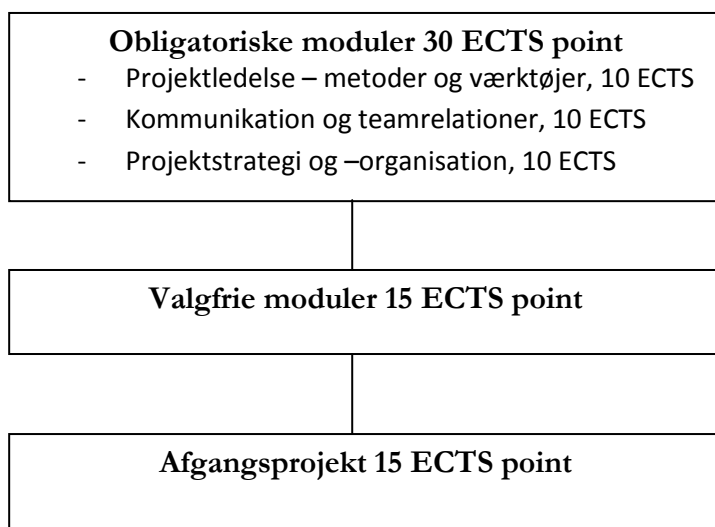 Obligatoriske moduler 30 ECTS point
- Projektledelse – metoder og værktøjer, 10 ECTS
- Kommunikation og teamrelationer, 10 ECTS
- Projektstrategi og –organisation, 10 ECTS
Valgfrie moduler 15 ECTS point
Afgangsprojekt 15 ECTS point